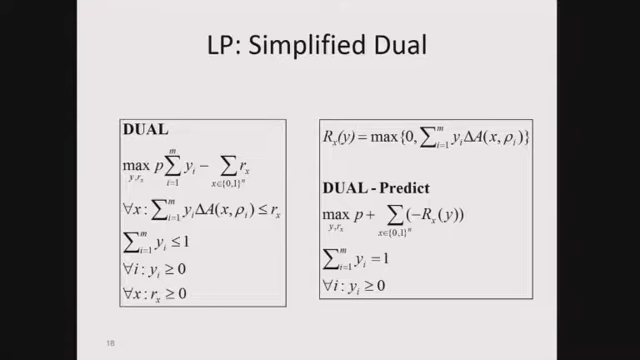 LP: Simplified Dual
DUAL
max_{y,r_x} p∑_{i=1}^{m} y_i − ∑_{x∈{0,1}^n} r_x
∀x : ∑_{i=1}^{m} y_i ΔA(x, ρ_i) ≤ r_x
∑_{i=1}^{m} y_i ≤ 1
∀i : y_i ≥ 0
∀x : r_x ≥ 0
R_x(y) = max{0, ∑_{i=1}^{m} y_i ΔA(x, ρ_i)}
DUAL - Predict
max_{y,r_x} p + ∑_{x∈{0,1}^n} (−R_x(y))
∑_{i=1}^{m} y_i = 1
∀i : y_i ≥ 0
18